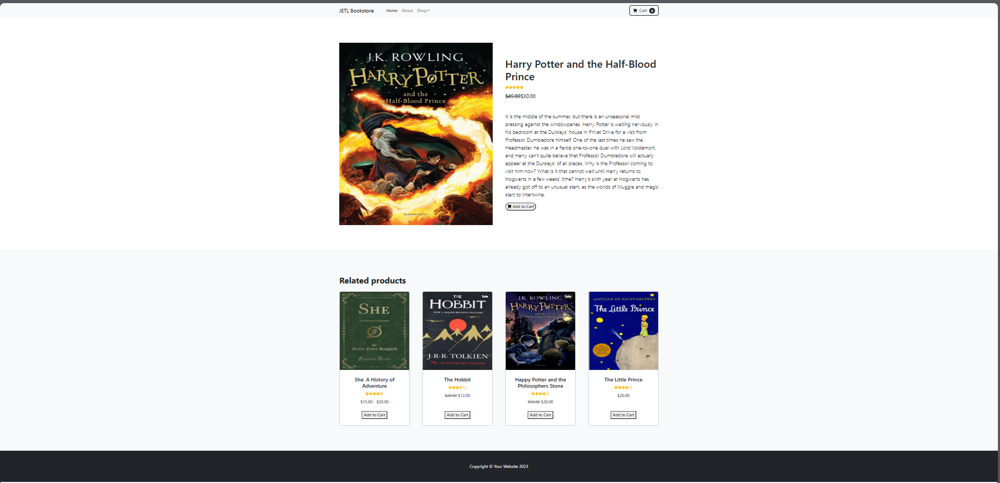 JETL Bookstore
Home
About
Shop
Cart 0
J.K. ROWLING
HARRY POTTER
and the
Half-Blood Prince
BLOOMSBURY
Harry Potter and the Half-Blood
Prince
$45.00$30.00
It is the middle of the summer, but there is an unseasonal mist
pressing against the windowpanes. Harry Potter is waiting nervously in
his bedroom at the Dursleys' house in Privet Drive for a visit from
Professor Dumbledore himself. One of the last times he saw the
Headmaster, he was in a fierce one-to-one duel with Lord Voldemort,
and Harry can't quite believe that Professor Dumbledore will actually
appear at the Dursleys' of all places. Why is the Professor coming to
visit him now? What is it that cannot wait until Harry returns to
Hogwarts in a few weeks' time? Harry's sixth year at Hogwarts has
already got off to an unusual start, as the worlds of Muggle and magic
start to intertwine.
Add to Cart
Related products
CLASSIC REPRINT SERIES
SHE
A History of Adventure
by
Henry Rider Haggard
Forgotten Books
She: A History of
Adventure
$15.00 - $30.00
Add to Cart
Sale
THE
HOBBIT
NOW A MAJOR MOTION PICTURE
J·R·R· TOLKIEN
75TH ANNIVERSARY EDITION
The Hobbit
$20.00 $12.00
Add to Cart
Sale
J.K. ROWLING
HARRY POTTER
and the
Philosopher's Stone
Happy Potter and the
Philosophers Stone
$50.00 $20.00
Add to Cart
ANTOINE DE SAINT-EXUPÉRY
The Little Prince
The Little Prince
$20.00
Add to Cart
Copyright © Your Website 2023